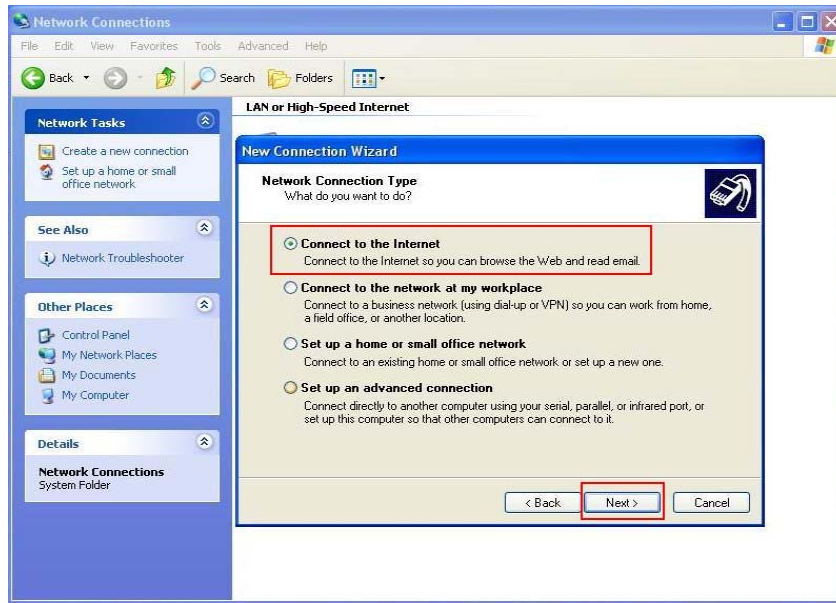 Network Connections
File Edit View Favorites Tools Advanced Help
Back Search Folders
LAN or High-Speed Internet
Network Tasks
Create a new connection
Set up a home or small
office network
See Also
Network Troubleshooter
Other Places
Control Panel
My Network Places
My Documents
My Computer
Details
Network Connections
System Folder
New Connection Wizard
Network Connection Type
What do you want to do?
Connect to the Internet
Connect to the Internet so you can browse the Web and read email.
Connect to the network at my workplace
Connect to a business network (using dial-up or VPN) so you can work from home,
a field office, or another location.
Set up a home or small office network
Connect to an existing home or small office network or set up a new one.
Set up an advanced connection
Connect directly to another computer using your serial, parallel, or infrared port, or
set up this computer so that other computers can connect to it.
< Back Next > Cancel